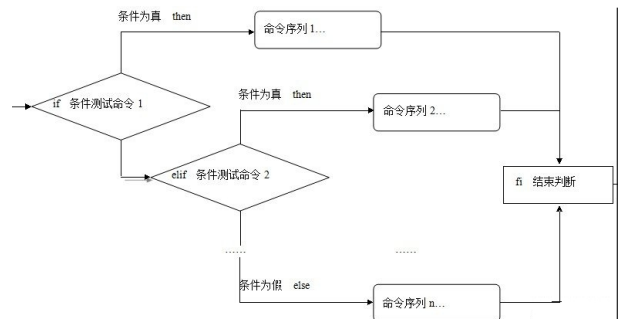 条件为真 then
命令序列 1...
if 条件测试命令 1
条件为真 then
命令序列 2...
elif 条件测试命令 2
fi 结束判断
...... ......
条件为假 else
命令序列 n...